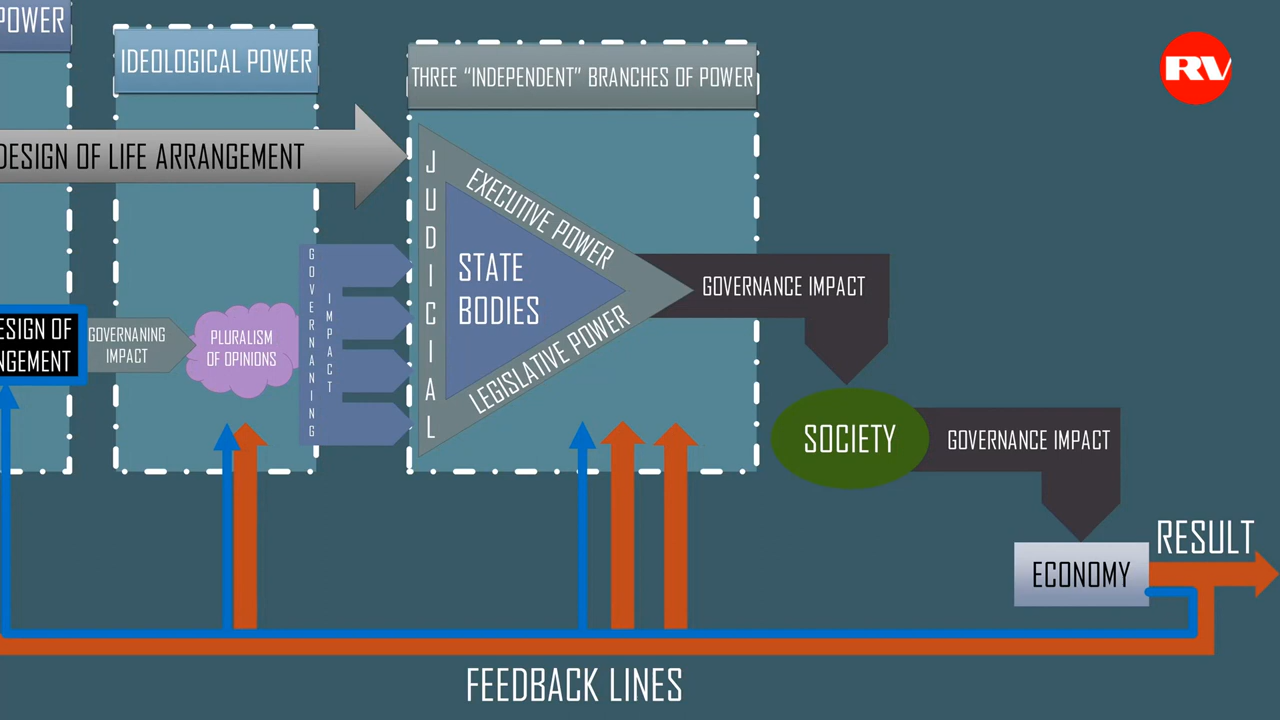 POWER
IDEOLOGICAL POWER
THREE “INDEPENDENT” BRANCHES OF POWER
RV
DESIGN OF LIFE ARRANGEMENT
JUDICIAL
EXECUTIVE POWER
STATE
BODIES
LEGISLATIVE POWER
GOVERNANCE IMPACT
ESIGN OF
NGEMENT
GOVERNANING
IMPACT
PLURALISM
OF OPINIONS
GOVERNANING
IMPACT
SOCIETY
GOVERNANCE IMPACT
ECONOMY
RESULT
FEEDBACK LINES